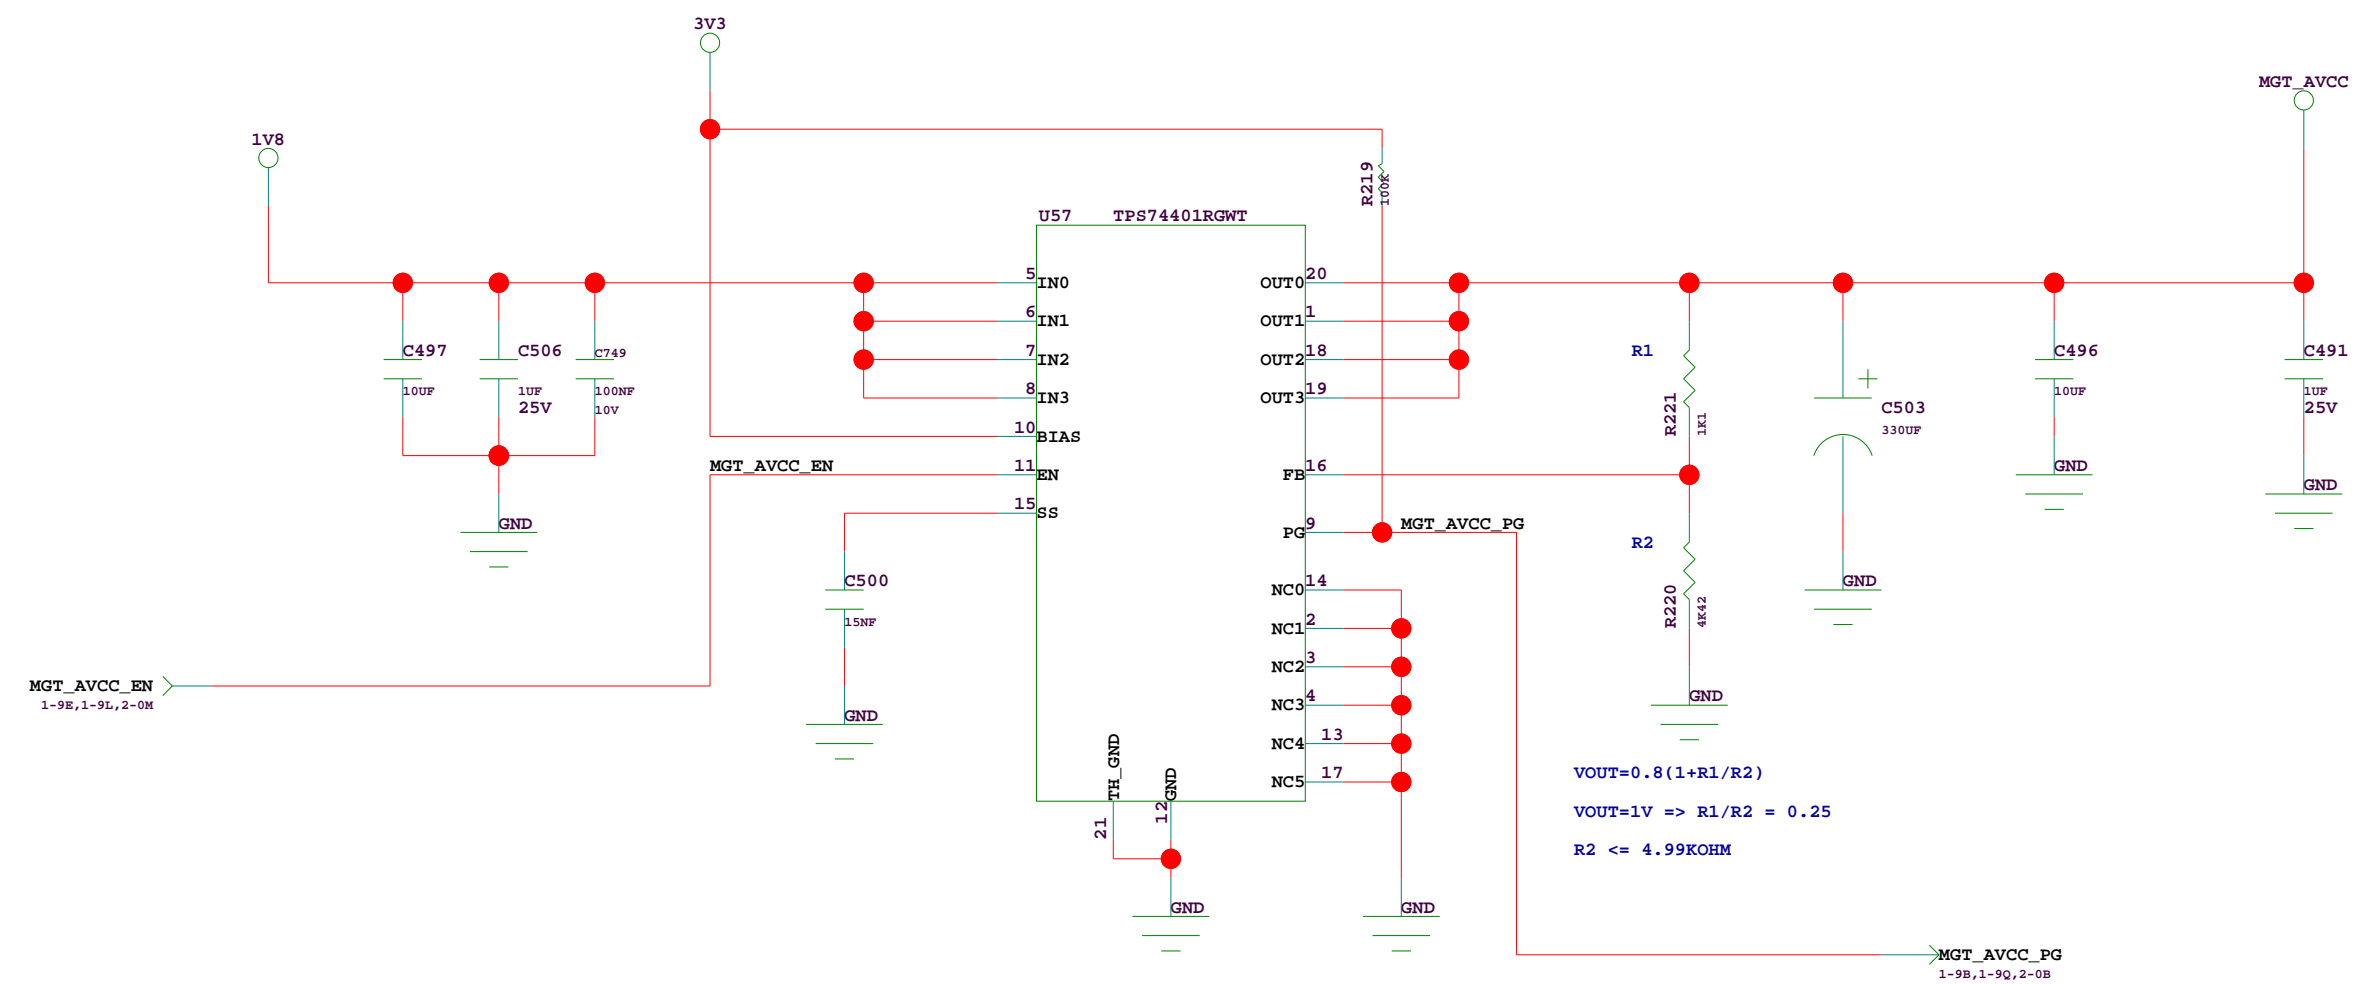 3V3
MGT_AVCC
1V8
R219
100K
U57
TPS74401RGWT
5
IN0
6
IN1
7
IN2
8
IN3
10
BIAS
11
EN
15
SS
OUT0
20
OUT1
1
OUT2
18
OUT3
19
FB
16
PG
9
NC0
14
NC1
2
NC2
3
NC3
4
NC4
13
NC5
17
TH_GND
21
GND
12
C497
10UF
C506
1UF
25V
C749
100NF
10V
GND
MGT_AVCC_EN
C500
15NF
GND
MGT_AVCC_EN
1-9E,1-9L,2-0M
MGT_AVCC_PG
R1
R221
1K1
R2
R220
4K42
GND
C503
330UF
GND
C496
10UF
GND
C491
1UF
25V
GND
VOUT=0.8(1+R1/R2)
VOUT=1V => R1/R2 = 0.25
R2 <= 4.99KOHM
GND
GND
MGT_AVCC_PG
1-9B,1-9Q,2-0B